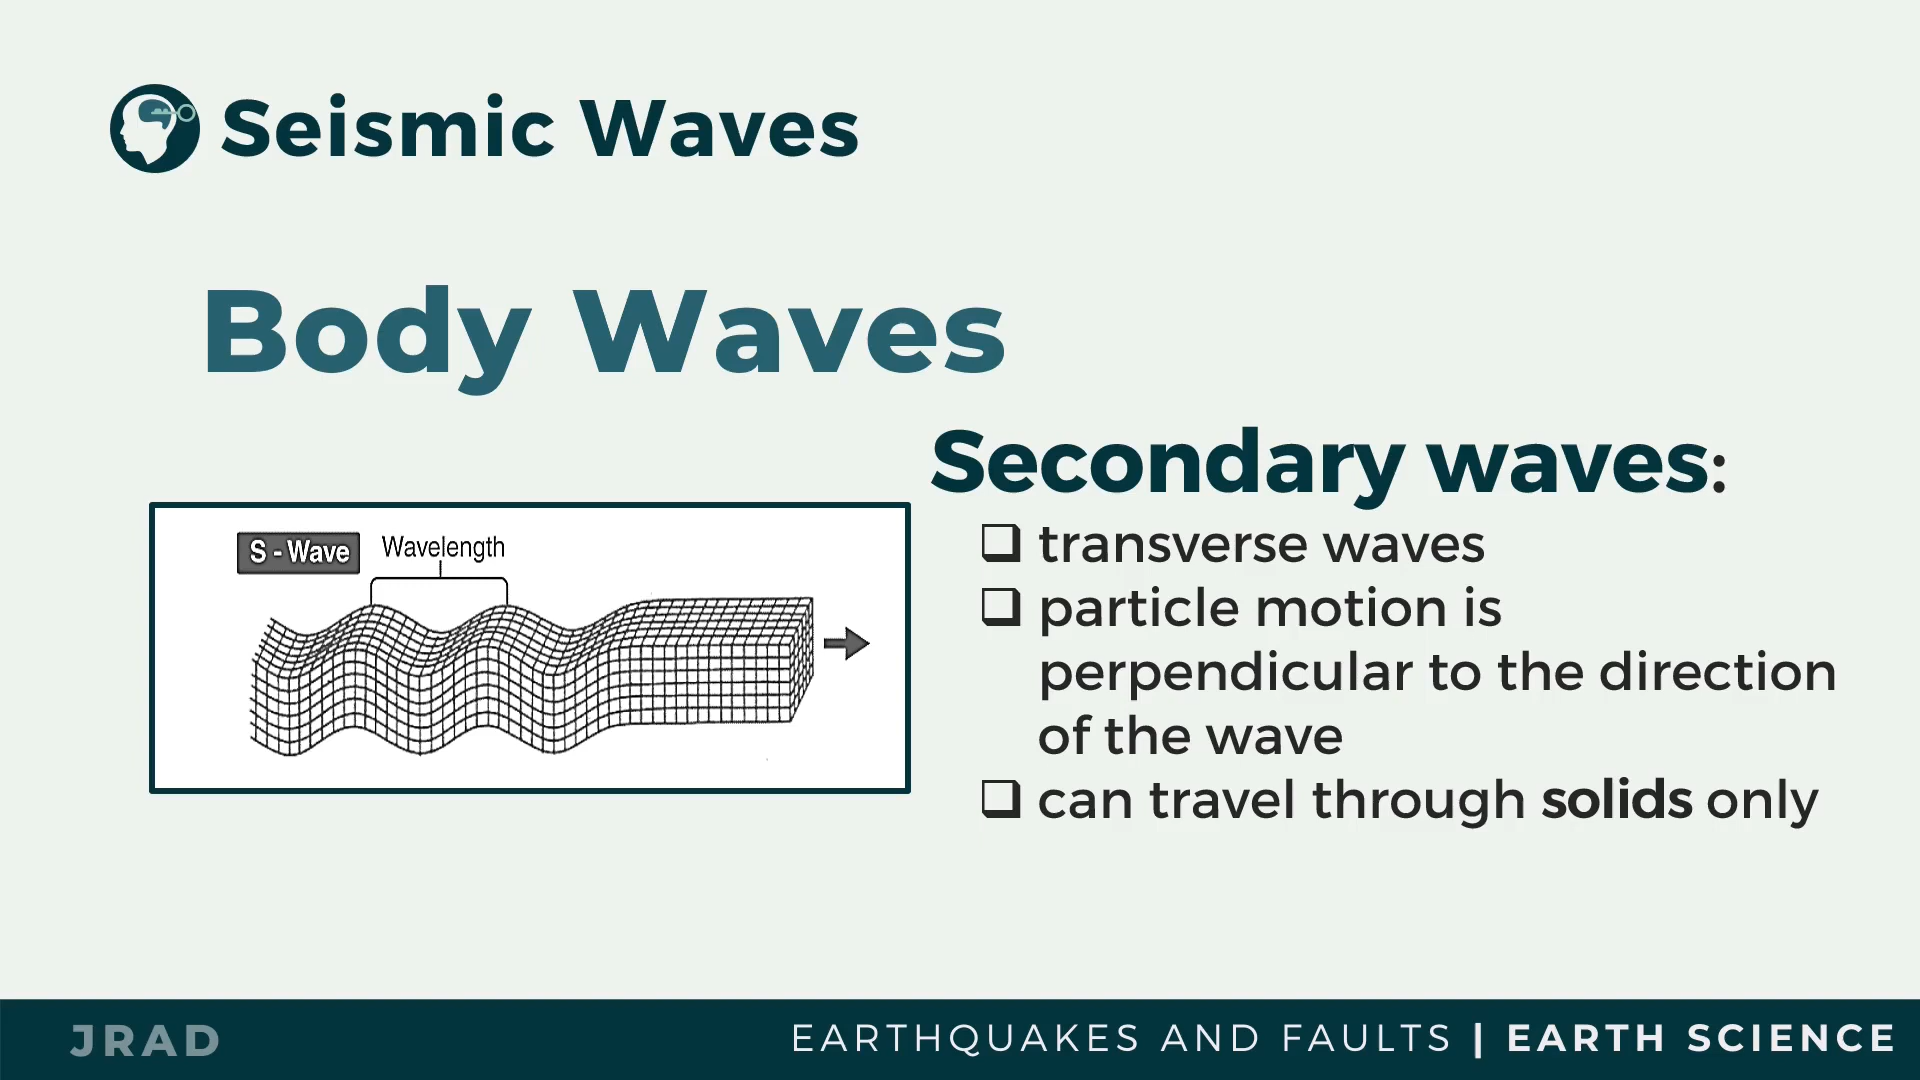 Seismic Waves
Body Waves
Secondary waves:
S - Wave
Wavelength
❑ transverse waves
❑ particle motion is
perpendicular to the direction
of the wave
❑ can travel through solids only
JRAD
EARTHQUAKES AND FAULTS | EARTH SCIENCE